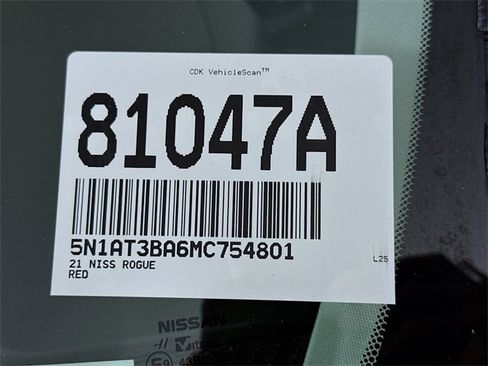 CDK VehicleScan™
81047A
5N1AT3BA6MC754801
21 NISS ROGUE
RED
L25
NISSAN